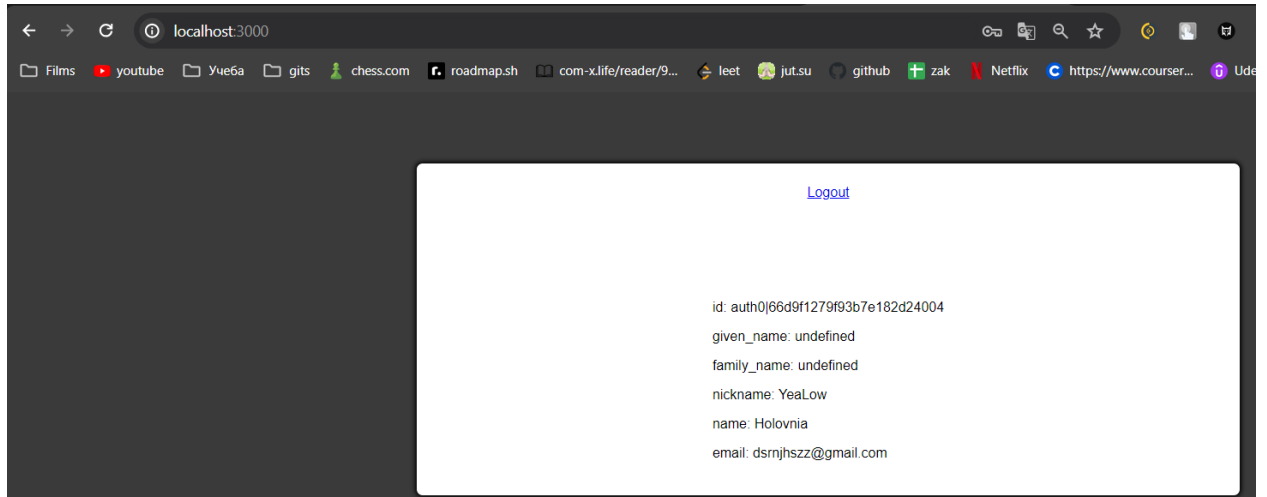 localhost:3000
Films youtube Учеба gits chess.com roadmap.sh com-x.life/reader/9... leet jut.su github zak Netflix https://www.courser... Ude
Logout
id: auth0|66d9f1279f93b7e182d24004
given_name: undefined
family_name: undefined
nickname: YeaLow
name: Holovnia
email: dsrnjhszz@gmail.com